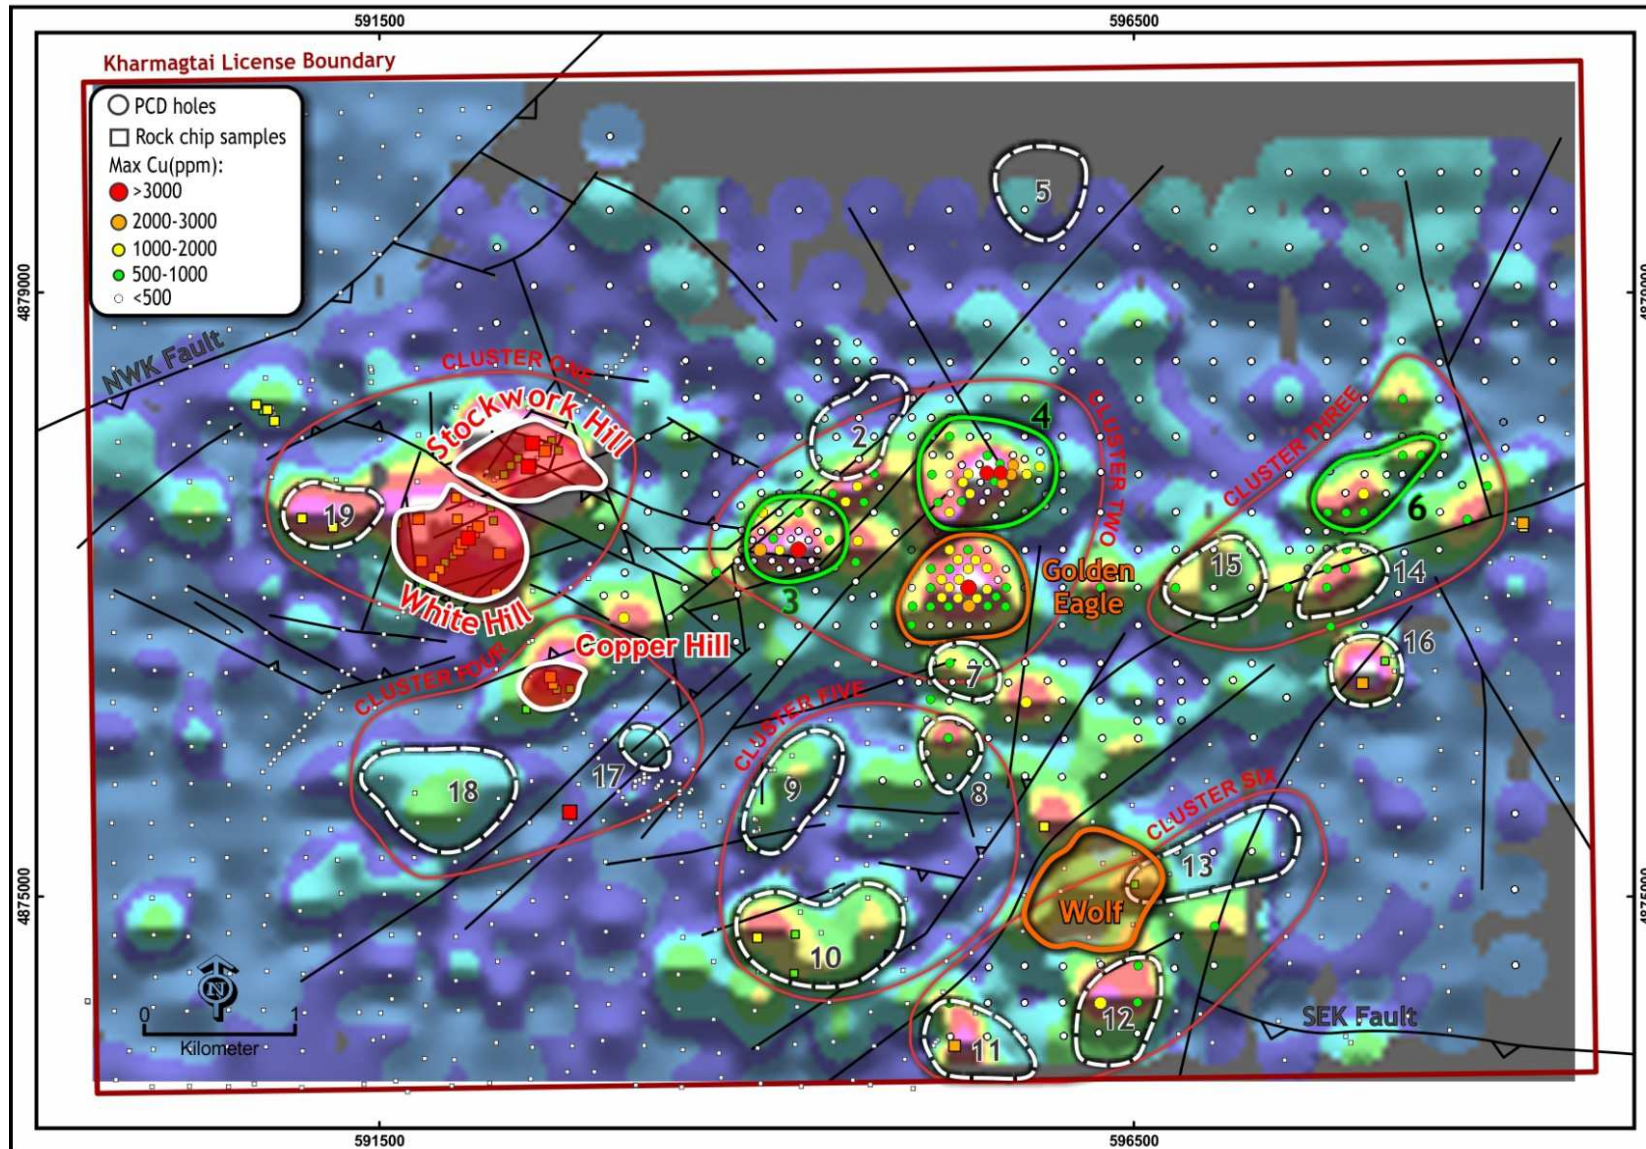 591500
596500
Kharmagtai License Boundary
PCD holes
Rock chip samples
Max Cu(ppm):
>3000
2000-3000
1000-2000
500-1000
<500
4879000
NWK Fault
CLUSTER ONE
Stockwork Hill
White Hill
19
CLUSTER TWO
2
3
4
5
Golden
Eagle
7
CLUSTER THREE
6
14
15
16
CLUSTER FOUR
Copper Hill
17
18
CLUSTER FIVE
8
9
10
CLUSTER SIX
13
Wolf
11
12
SEK Fault
4875000
N
0
1
Kilometer
591500
596500